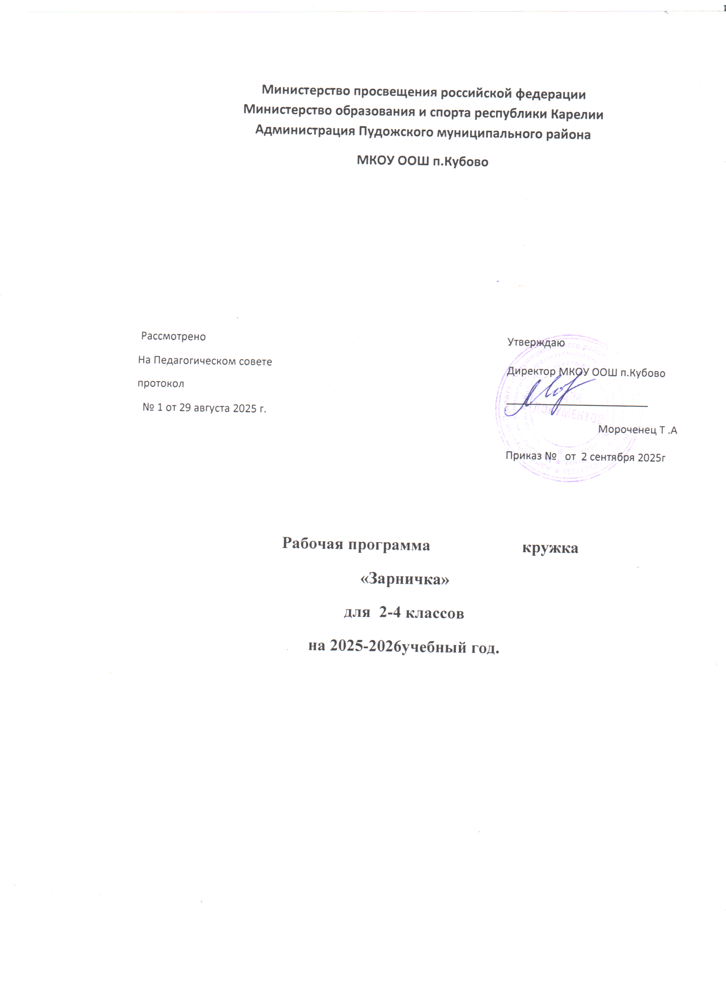 Министерство просвещения российской федерации
Министерство образования и спорта республики Карелии
Администрация Пудожского муниципального района
МКОУ ООШ п.Кубово
Рассмотрено
На Педагогическом совете
протокол
№ 1 от 29 августа 2025 г.
Утверждаю
Директор МКОУ ООШ п.Кубово
ДЛЯ
ДОКУМЕНТОВ
Мороченец Т .А
Приказ № от 2 сентября 2025г
Рабочая программа кружка
«Зарничка»
для 2-4 классов
на 2025-2026учебный год.